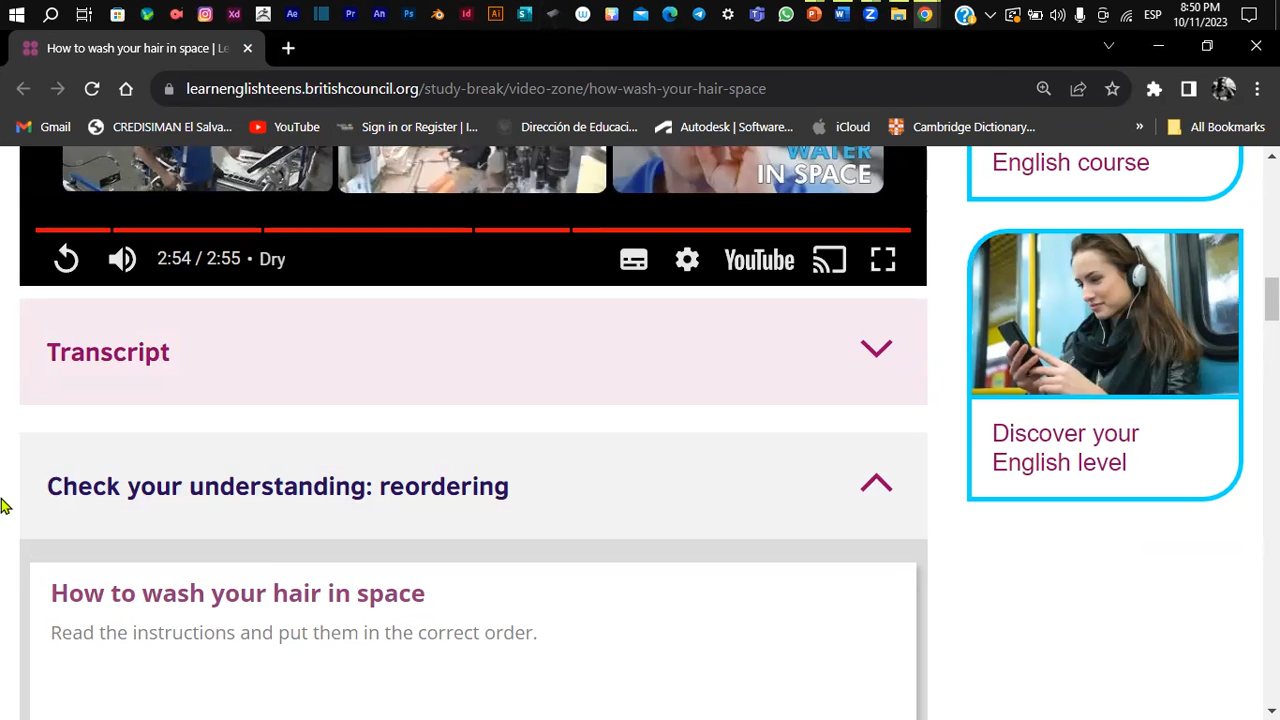 ESP
8:50 PM
10/11/2023
How to wash your hair in space | Le
learnenglishteens.britishcouncil.org/study-break/video-zone/how-wash-your-hair-space
Gmail
CREDISIMAN El Salva...
YouTube
Sign in or Register | I...
Dirección de Educaci...
Autodesk | Software...
iCloud
Cambridge Dictionary...
»
All Bookmarks
WATER
IN SPACE
English course
2:54 / 2:55 • Dry
YouTube
Transcript
Discover your
English level
Check your understanding: reordering
How to wash your hair in space
Read the instructions and put them in the correct order.